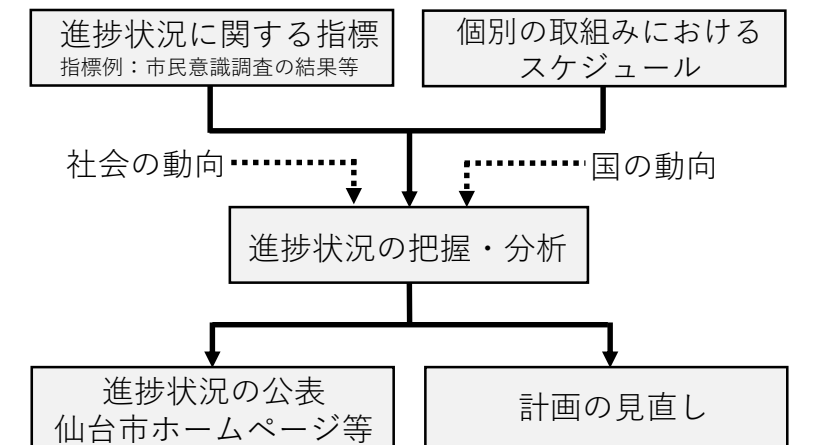 進捗状況に関する指標
指標例：市民意識調査の結果等
個別の取組みにおける
スケジュール
社会の動向
国の動向
進捗状況の把握・分析
進捗状況の公表
仙台市ホームページ等
計画の見直し